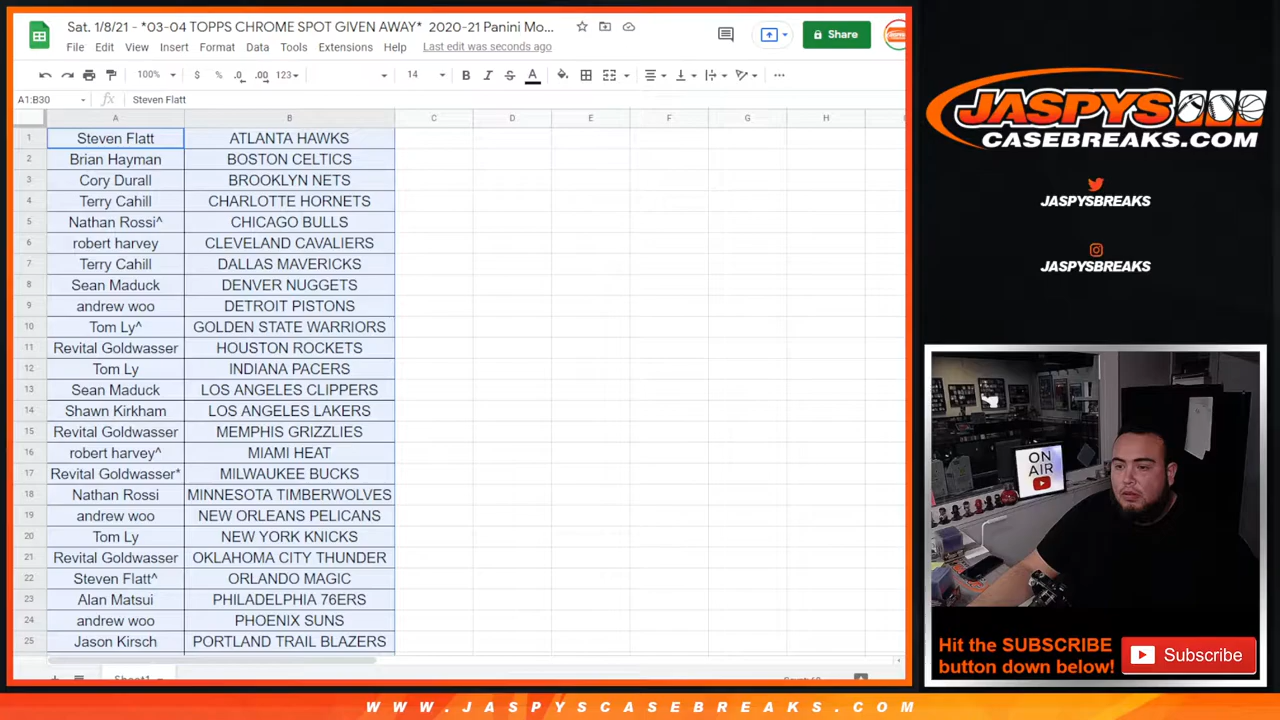 Sat. 1/8/21 - *03-04 TOPPS CHROME SPOT GIVEN AWAY* 2020-21 Panini Mo...
Share
File Edit View Insert Format Data Tools Extensions Help Last edit was seconds ago
100% $ % .0 .00 123 14 B I S A
A1:B30 fx Steven Flatt
A B C D E F G H
1 Steven Flatt ATLANTA HAWKS
2 Brian Hayman BOSTON CELTICS
3 Cory Durall BROOKLYN NETS
4 Terry Cahill CHARLOTTE HORNETS
5 Nathan Rossi^ CHICAGO BULLS
6 robert harvey CLEVELAND CAVALIERS
7 Terry Cahill DALLAS MAVERICKS
8 Sean Maduck DENVER NUGGETS
9 andrew woo DETROIT PISTONS
10 Tom Ly^ GOLDEN STATE WARRIORS
11 Revital Goldwasser HOUSTON ROCKETS
12 Tom Ly INDIANA PACERS
13 Sean Maduck LOS ANGELES CLIPPERS
14 Shawn Kirkham LOS ANGELES LAKERS
15 Revital Goldwasser MEMPHIS GRIZZLIES
16 robert harvey^ MIAMI HEAT
17 Revital Goldwasser* MILWAUKEE BUCKS
18 Nathan Rossi MINNESOTA TIMBERWOLVES
19 andrew woo NEW ORLEANS PELICANS
20 Tom Ly NEW YORK KNICKS
21 Revital Goldwasser OKLAHOMA CITY THUNDER
22 Steven Flatt^ ORLANDO MAGIC
23 Alan Matsui PHILADELPHIA 76ERS
24 andrew woo PHOENIX SUNS
25 Jason Kirsch PORTLAND TRAIL BLAZERS
Sheet1
JASPYS
CASEBREAKS.COM
JASPYSBREAKS
JASPYSBREAKS
ON
AIR
Hit the SUBSCRIBE
button down below!
Subscribe
WWW.JASPYSCASEBREAKS.COM